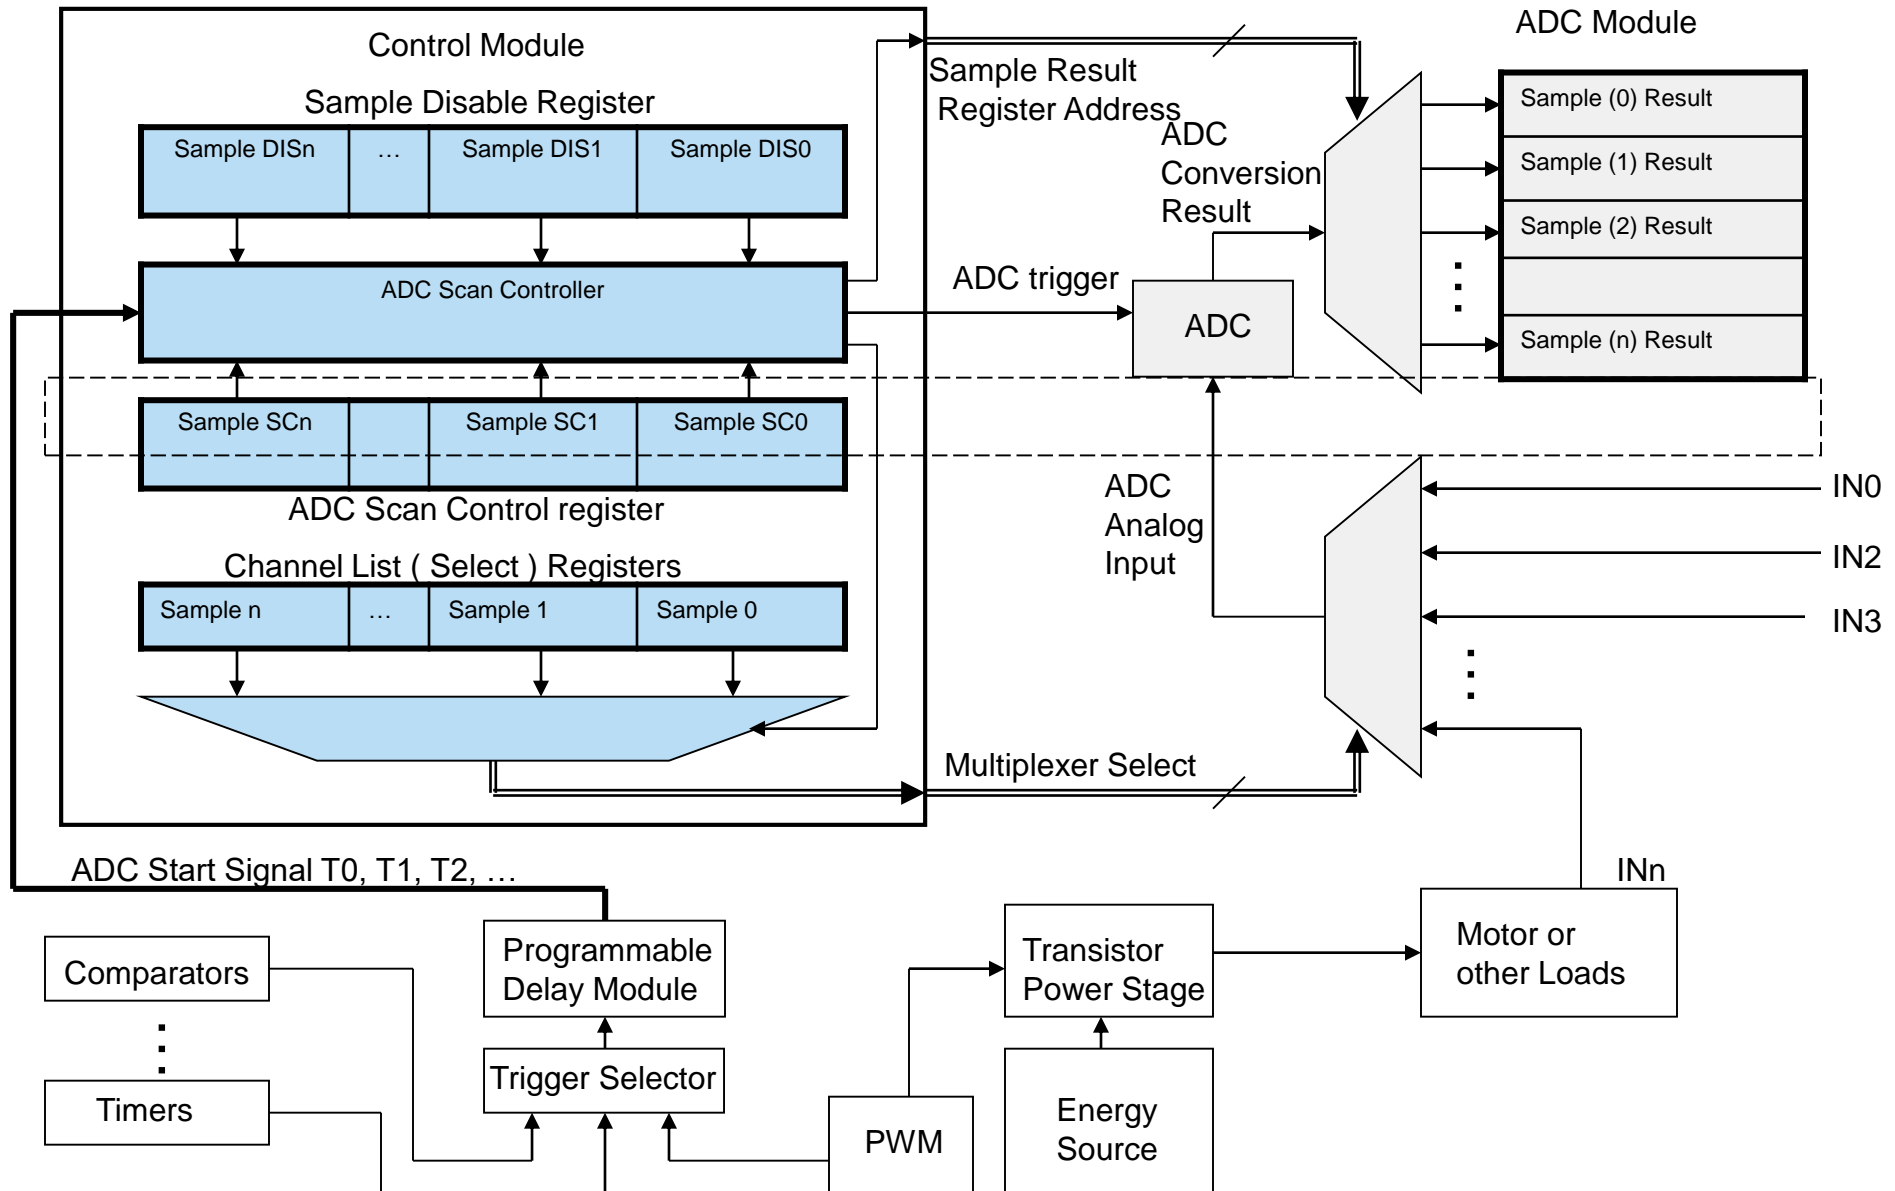 ADC Module
Control Module
Sample Disable Register
Sample DISn
…
Sample DIS1
Sample DIS0
Sample Result
Register Address
ADC
Conversion
Result
Sample (0) Result
Sample (1) Result
Sample (2) Result
Sample (n) Result
ADC Scan Controller
ADC trigger
ADC
Sample SCn
Sample SC1
Sample SC0
ADC Scan Control register
ADC
Analog
Input
IN0
IN2
IN3
Channel List ( Select ) Registers
Sample n
…
Sample 1
Sample 0
Multiplexer Select
ADC Start Signal T0, T1, T2, …
INn
Comparators
Programmable
Delay Module
Transistor
Power Stage
Motor or
other Loads
Trigger Selector
Timers
PWM
Energy
Source